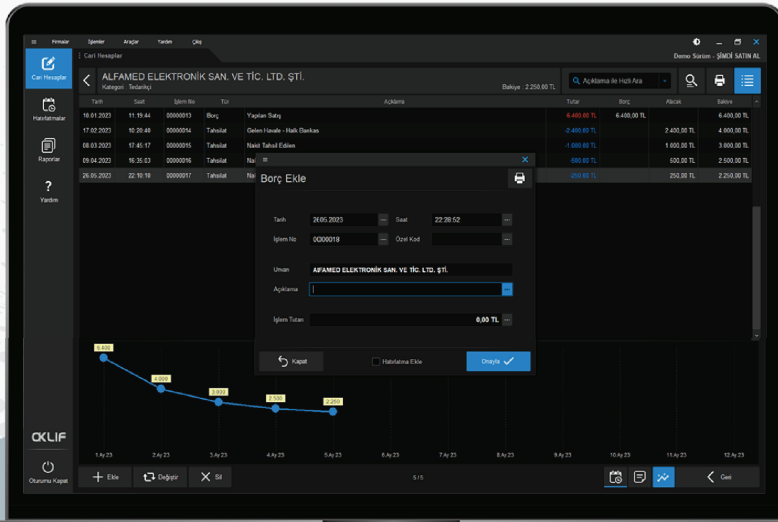 Firmalar İşlemler Araçlar Yardım Çıkış
Cari Hesaplar
Demo Sürüm - ŞİMDİ SATIN AL
Cari Hesaplar
Hatırlatmalar
Raporlar
Yardım
ALFAMED ELEKTRONİK SAN. VE TİC. LTD. ŞTİ.
Kategori : Tedarikçi
Bakiye : 2.250,00 TL
Açıklama ile Hızlı Ara
Tarih Saat İşlem No Tür Açıklama Tutar Borç Alacak Bakiye
10.01.2023 11:19:44 00000013 Borç Yapılan Satış 6.400,00 TL 6.400,00 TL 6.400,00 TL
17.02.2023 10:20:48 00000014 Tahsilat Gelen Havale - Halk Bankası -2.400,00 TL 2.400,00 TL 4.000,00 TL
08.03.2023 17:45:17 00000015 Tahsilat Nakit Tahsil Edilen -1.000,00 TL 1.000,00 TL 3.000,00 TL
09.04.2023 16:35:03 00000016 Tahsilat 500,00 TL 2.500,00 TL
26.05.2023 22:10:10 00000017 Tahsilat -250,00 TL 250,00 TL 2.250,00 TL
Borç Ekle
Tarih 26.05.2023 Saat 22:28:52
İşlem No 00000018 Özel Kod
Unvan ALFAMED ELEKTRONİK SAN. VE TİC. LTD. ŞTİ.
Açıklama
İşlem Tutarı 0,00 TL
Kapat Hatırlatma Ekle Onayla
6.400
4.000
3.000
2.500
2.250
1.Ay 23 2.Ay 23 3.Ay 23 4.Ay 23 5.Ay 23 6.Ay 23 7.Ay 23 8.Ay 23 9.Ay 23 10.Ay 23 11.Ay 23 12.Ay 23
OKLIF
Oturumu Kapat
Ekle Değiştir Sil 5/5 Geri